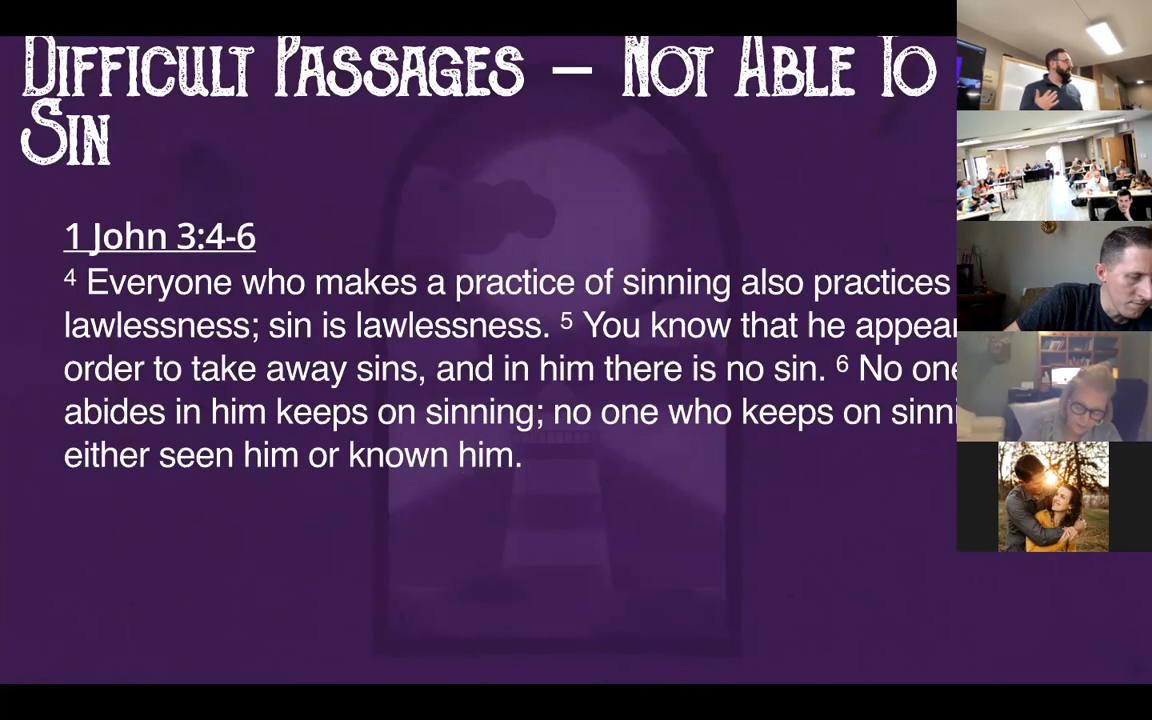 Difficult Passages – Not Able To
Sin
1 John 3:4-6
4 Everyone who makes a practice of sinning also practices
lawlessness; sin is lawlessness. 5 You know that he appear
order to take away sins, and in him there is no sin. 6 No one
abides in him keeps on sinning; no one who keeps on sinni
either seen him or known him.